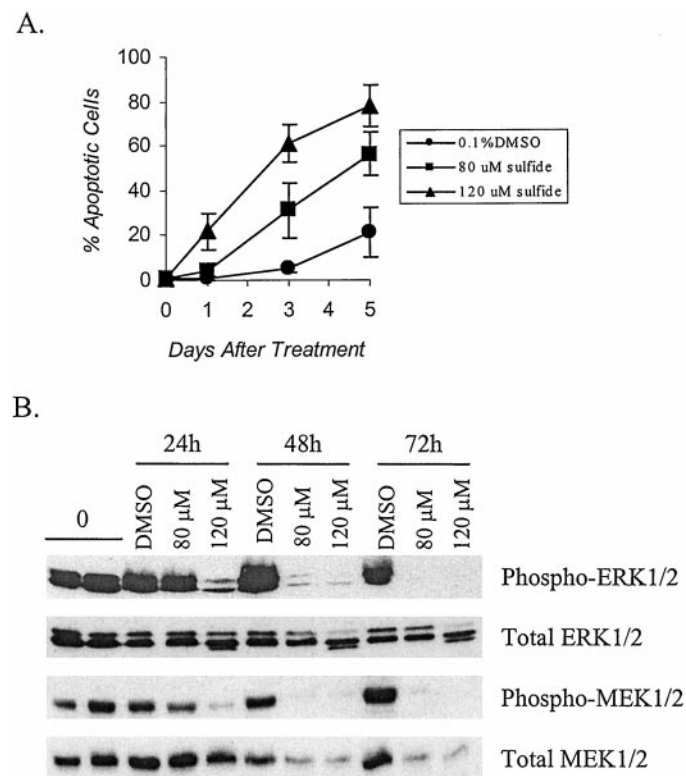 A.
% Apoptotic Cells
100
80
60
40
20
0
0 1 2 3 4 5
Days After Treatment
0.1%DMSO
80 uM sulfide
120 uM sulfide
B.
24h 48h 72h
0 DMSO 80 μM 120 μM DMSO 80 μM 120 μM DMSO 80 μM 120 μM
Phospho-ERK1/2
Total ERK1/2
Phospho-MEK1/2
Total MEK1/2